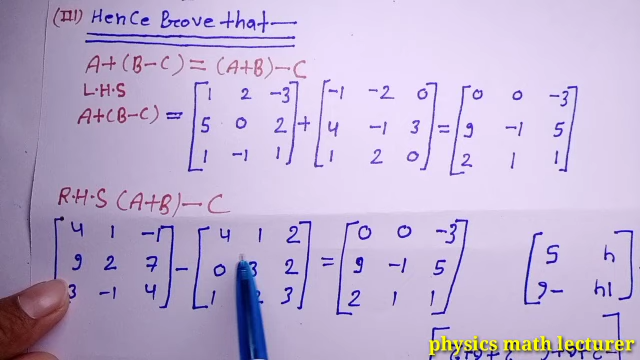 (III) Hence Prove that —
A+(B-C) = (A+B)-C
L.H.S
A+(B-C) = [1 2 -3; 5 0 2; 1 -1 1] + [-1 -2 0; 4 -1 3; 1 2 0] = [0 0 -3; 9 -1 5; 2 1 1]
R.H.S (A+B)-C
[4 1 -1; 9 2 7; 3 -1 4] - [4 1 2; 0 3 2; 1 2 3] = [0 0 -3; 9 -1 5; 2 1 1]
physics math lecturer